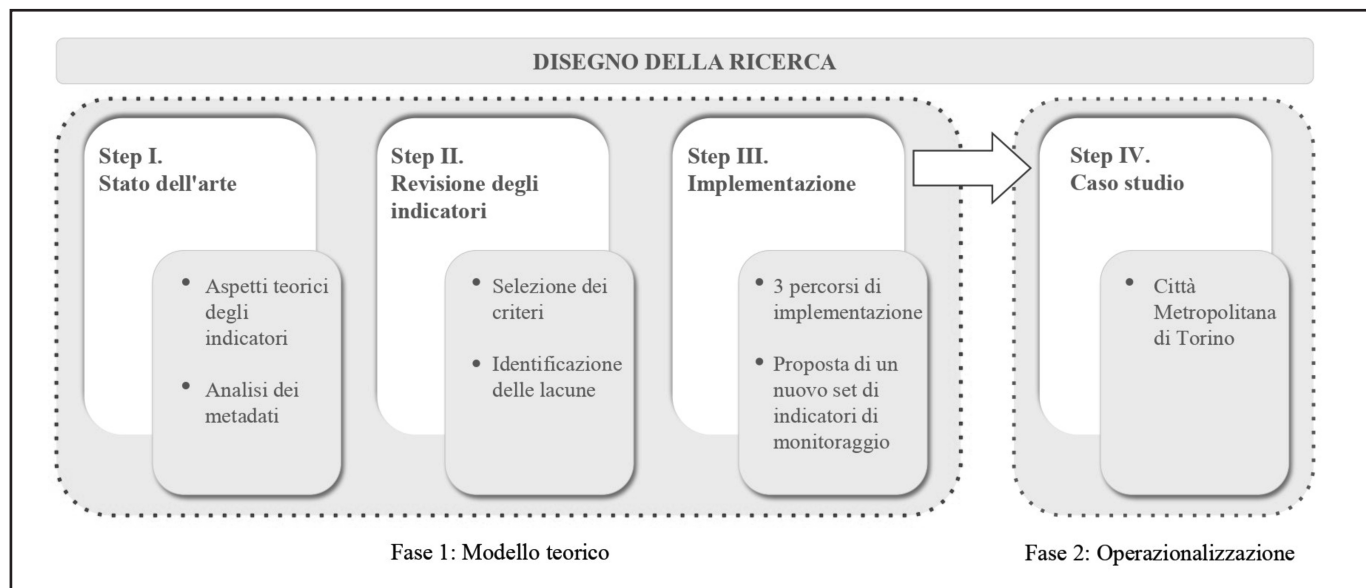 DISEGNO DELLA RICERCA
Step I.
Stato dell'arte
• Aspetti teorici
degli
indicatori
• Analisi dei
metadati
Step II.
Revisione degli
indicatori
• Selezione dei
criteri
• Identificazione
delle lacune
Step III.
Implementazione
• 3 percorsi di
implementazione
• Proposta di un
nuovo set di
indicatori di
monitoraggio
Step IV.
Caso studio
• Città
Metropolitana
di Torino
Fase 1: Modello teorico
Fase 2: Operazionalizzazione